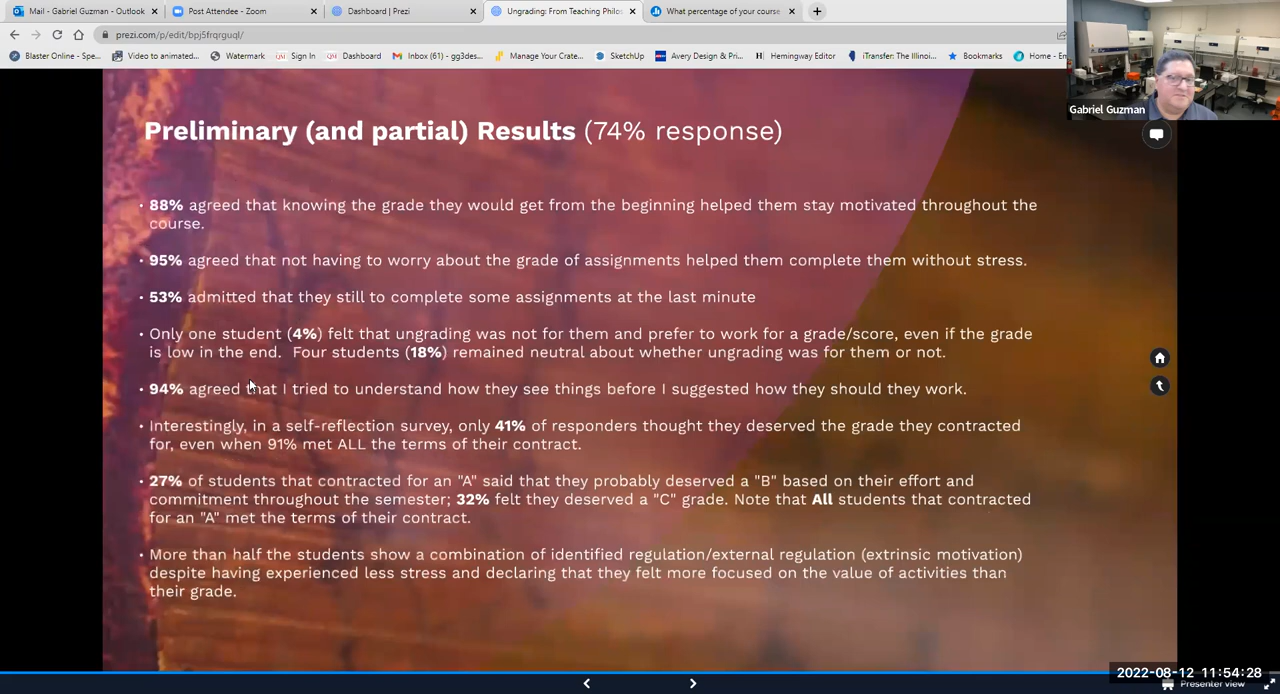 Mail - Gabriel Guzman - Outlook
Post Attendee - Zoom
Dashboard | Prezi
Ungrading: From Teaching Philos
What percentage of your course
prezi.com/p/edit/bpj5frqrguql/
Blaster Online - Spe...
Video to animated...
Watermark
Sign In
Dashboard
Inbox (61) - gg3des...
Manage Your Crate...
SketchUp
Avery Design & Pri...
Hemingway Editor
iTransfer: The Illinoi...
Bookmarks
Home - En
Gabriel Guzman
Preliminary (and partial) Results (74% response)
• 88% agreed that knowing the grade they would get from the beginning helped them stay motivated throughout the
course.
• 95% agreed that not having to worry about the grade of assignments helped them complete them without stress.
• 53% admitted that they still to complete some assignments at the last minute
• Only one student (4%) felt that ungrading was not for them and prefer to work for a grade/score, even if the grade
is low in the end. Four students (18%) remained neutral about whether ungrading was for them or not.
• 94% agreed that I tried to understand how they see things before I suggested how they should they work.
• Interestingly, in a self-reflection survey, only 41% of responders thought they deserved the grade they contracted
for, even when 91% met ALL the terms of their contract.
• 27% of students that contracted for an "A" said that they probably deserved a "B" based on their effort and
commitment throughout the semester; 32% felt they deserved a "C" grade. Note that All students that contracted
for an "A" met the terms of their contract.
• More than half the students show a combination of identified regulation/external regulation (extrinsic motivation)
despite having experienced less stress and declaring that they felt more focused on the value of activities than
their grade.
2022-08-12 11:54:28
Presenter view